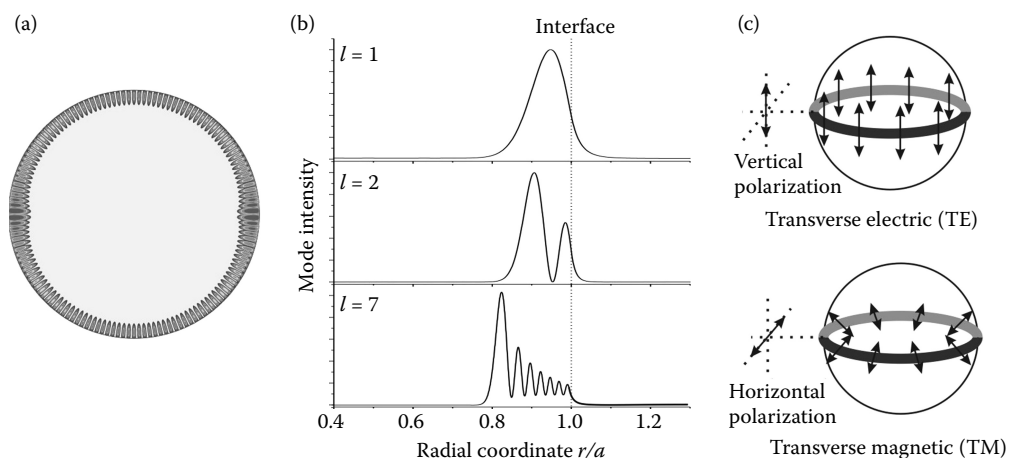 (a)
(b)
Interface
l = 1
l = 2
l = 7
Mode intensity
0.4
0.6
0.8
1.0
1.2
Radial coordinate r/a
(c)
Vertical
polarization
Transverse electric (TE)
Horizontal
polarization
Transverse magnetic (TM)